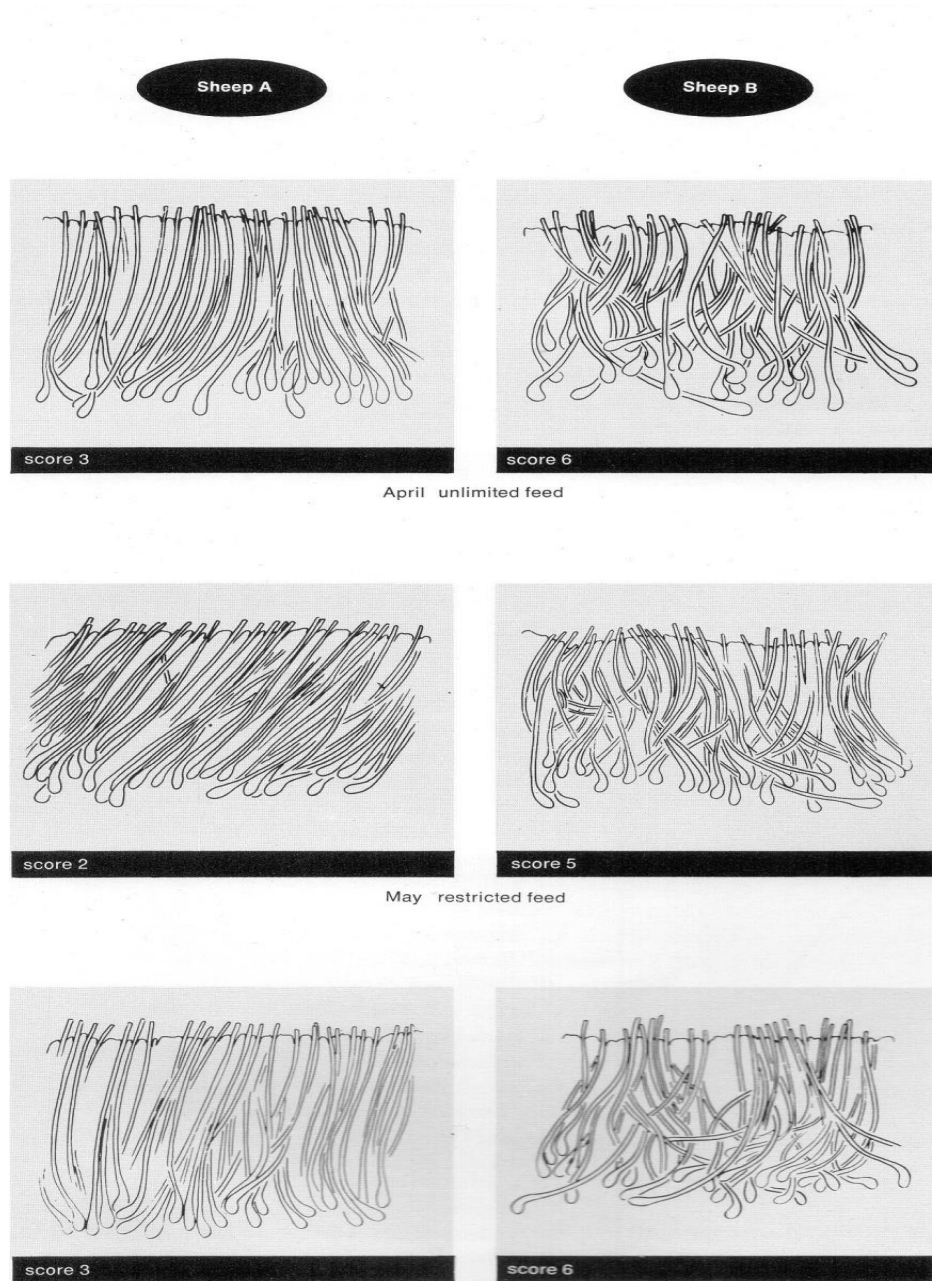 Sheep A
Sheep B
score 3
score 6
April unlimited feed
score 2
score 5
May restricted feed
score 3
score 6